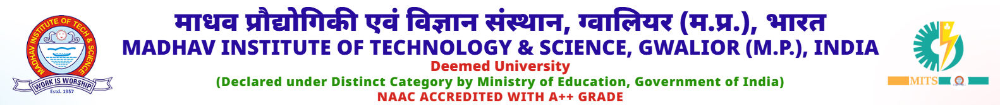 माधव प्रौद्योगिकी एवं विज्ञान संस्थान, ग्वालियर (म.प्र.), भारत
MADHAV INSTITUTE OF TECHNOLOGY & SCIENCE, GWALIOR (M.P.), INDIA
Deemed University
(Declared under Distinct Category by Ministry of Education, Government of India)
NAAC ACCREDITED WITH A++ GRADE
MADHAV INSTITUTE OF TECH. & SCIENCE
WORK IS WORSHIP
Estd. 1957
MITS